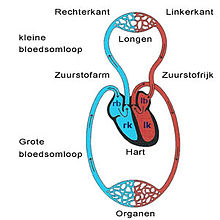 Rechterkant Linkerkant
kleine
bloedsomloop
Longen
Zuurstofarm Zuurstofrijk
rb lb
rk lk
Hart
Grote
bloedsomloop
Organen